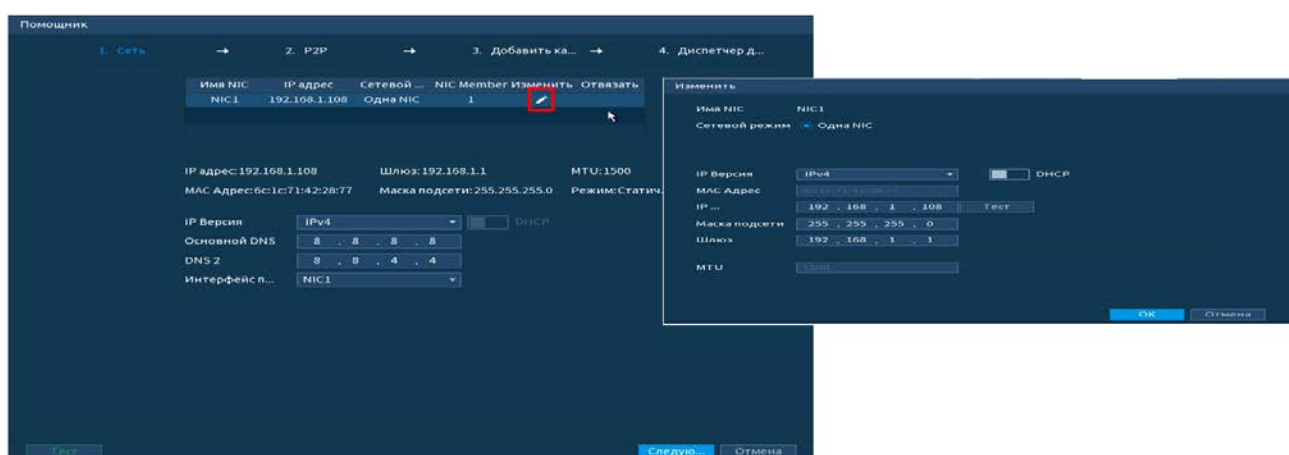 Помощник
1. Сеть → 2. P2P → 3. Добавить ка... → 4. Диспетчер д...
Имя NIC IP адрес Сетевой ... NIC Member Изменить Отвязать
NIC1 192.168.1.108 Одна NIC 1
IP адрес:192.168.1.108 Шлюз:192.168.1.1 MTU:1500
MAC Адрес:6c:1c:71:42:28:77 Маска подсети:255.255.255.0 Режим:Статич.
IP Версия IPv4 DHCP
Основной DNS 8 . 8 . 8 . 8
DNS 2 8 . 8 . 4 . 4
Интерфейс п... NIC1
Тест Следую... Отмена
Изменить
Имя NIC NIC1
Сетевой режим Одна NIC
IP Версия IPv4 DHCP
MAC Адрес
IP ... 192 . 168 . 1 . 108 Тест
Маска подсети 255 . 255 . 255 . 0
Шлюз 192 . 168 . 1 . 1
MTU 1500
OK Отмена